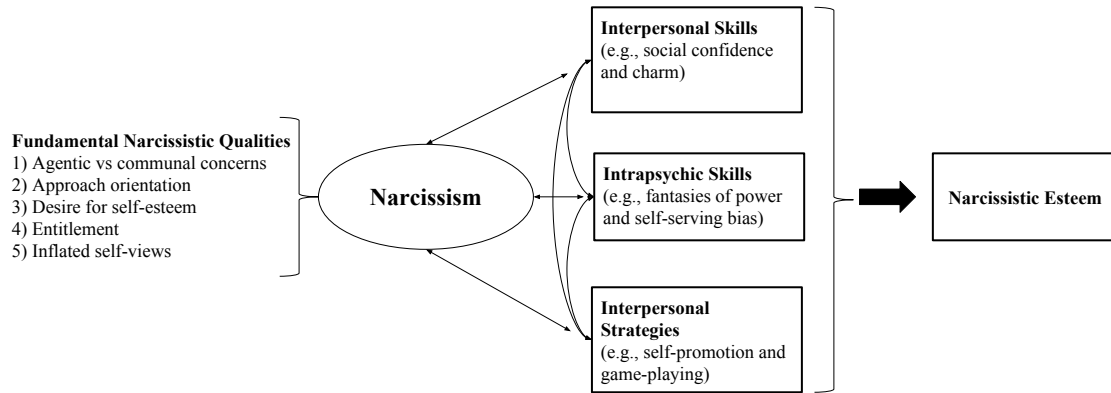 Fundamental Narcissistic Qualities
1) Agentic vs communal concerns
2) Approach orientation
3) Desire for self-esteem
4) Entitlement
5) Inflated self-views
Narcissism
Interpersonal Skills
(e.g., social confidence
and charm)
Intrapsychic Skills
(e.g., fantasies of power
and self-serving bias)
Interpersonal
Strategies
(e.g., self-promotion and
game-playing)
Narcissistic Esteem